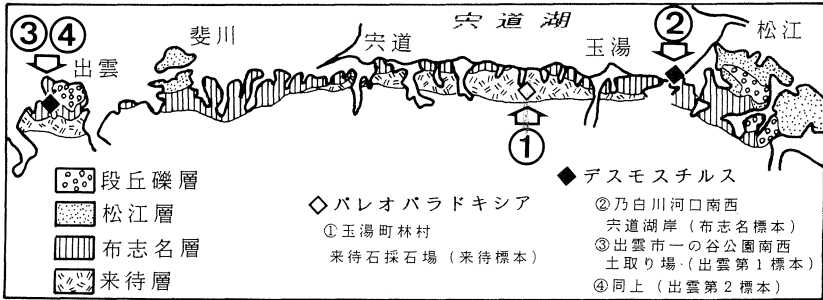 ③④
出雲
斐川
宍道
宍道湖
玉湯
②
松江
①
段丘礫層
松江層
布志名層
来待層
◇パレオパラドキシア
①玉湯町林村
来待石採石場（来待標本）
◆デスモスチルス
②乃白川河口南西
宍道湖岸（布志名標本）
③出雲市一の谷公園南西
土取り場・（出雲第１標本）
④同上（出雲第２標本）